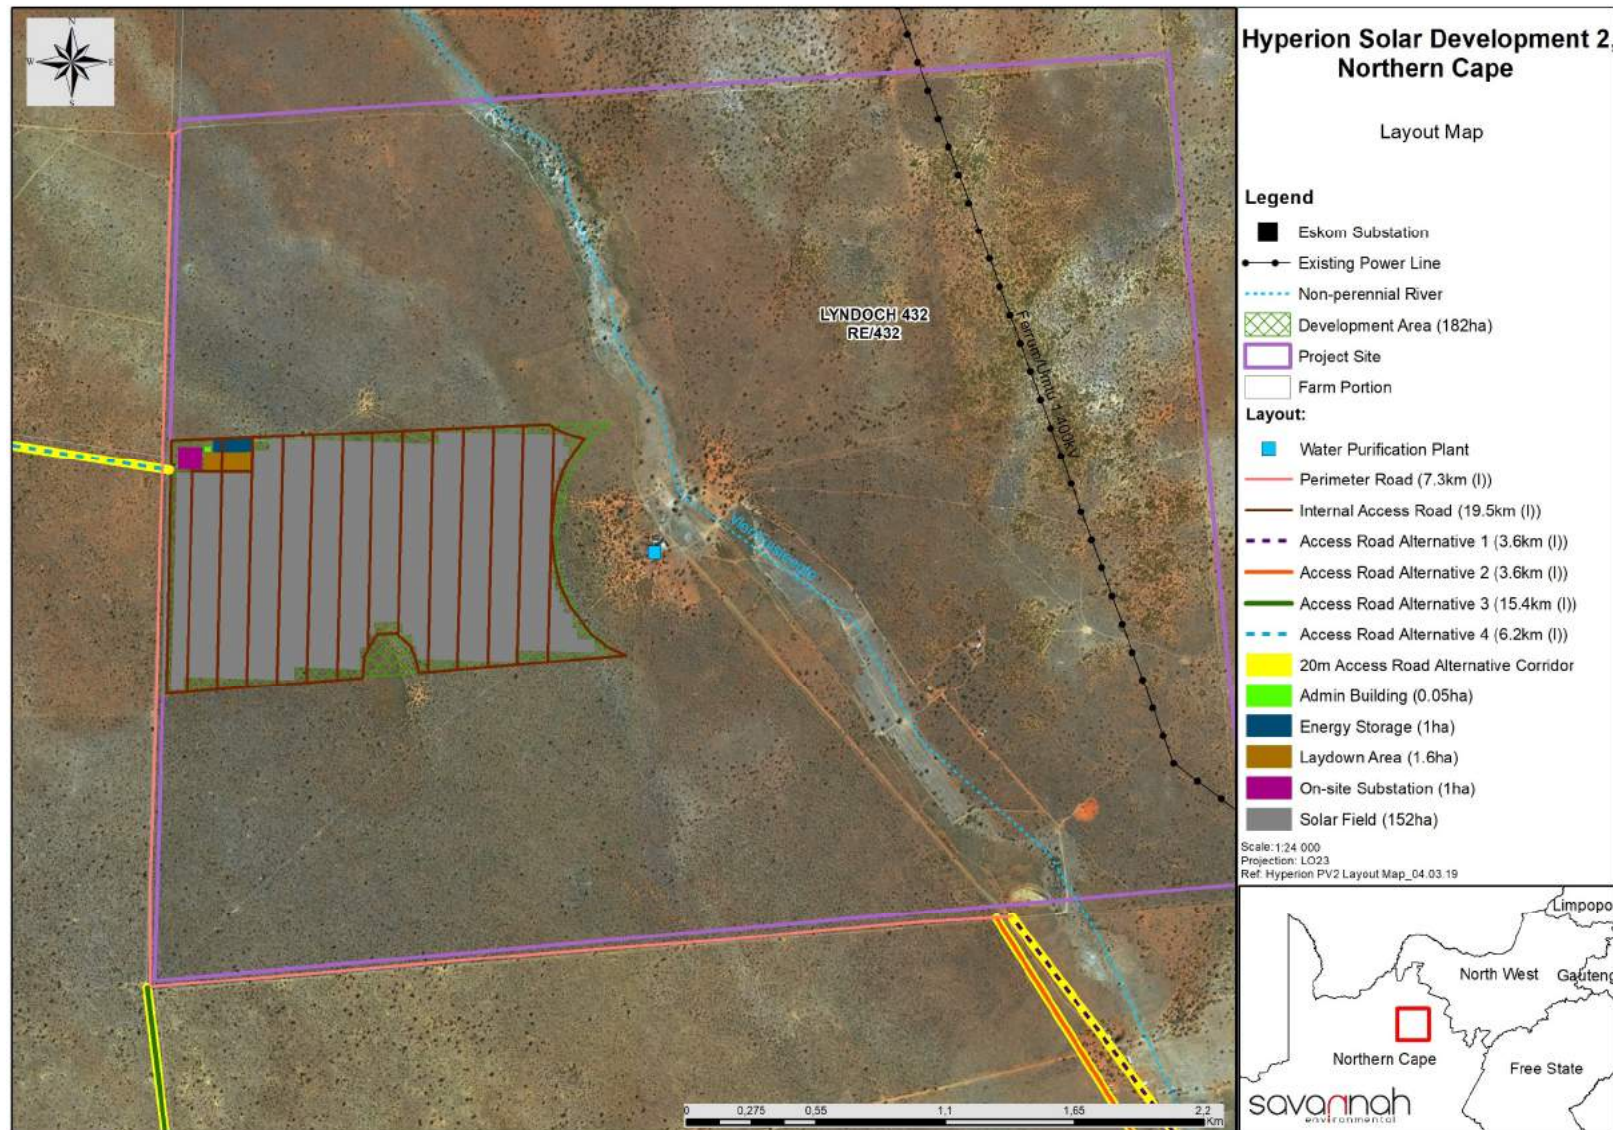 N
W
E
S
LYNDOCH 432
RE/432
Ferrum/Umtu 1 400kV
0
0,275
0,55
1,1
1,65
2,2
Km
Hyperion Solar Development 2,
Northern Cape
Layout Map
Legend
Eskom Substation
Existing Power Line
Non-perennial River
Development Area (182ha)
Project Site
Farm Portion
Layout:
Water Purification Plant
Perimeter Road (7.3km (l))
Internal Access Road (19.5km (l))
Access Road Alternative 1 (3.6km (l))
Access Road Alternative 2 (3.6km (l))
Access Road Alternative 3 (15.4km (l))
Access Road Alternative 4 (6.2km (l))
20m Access Road Alternative Corridor
Admin Building (0.05ha)
Energy Storage (1ha)
Laydown Area (1.6ha)
On-site Substation (1ha)
Solar Field (152ha)
Scale:1:24 000
Projection: LO23
Ref: Hyperion PV2 Layout Map_04.03.19
Limpopo
North West
Gauteng
Northern Cape
Free State
savannah
environmental